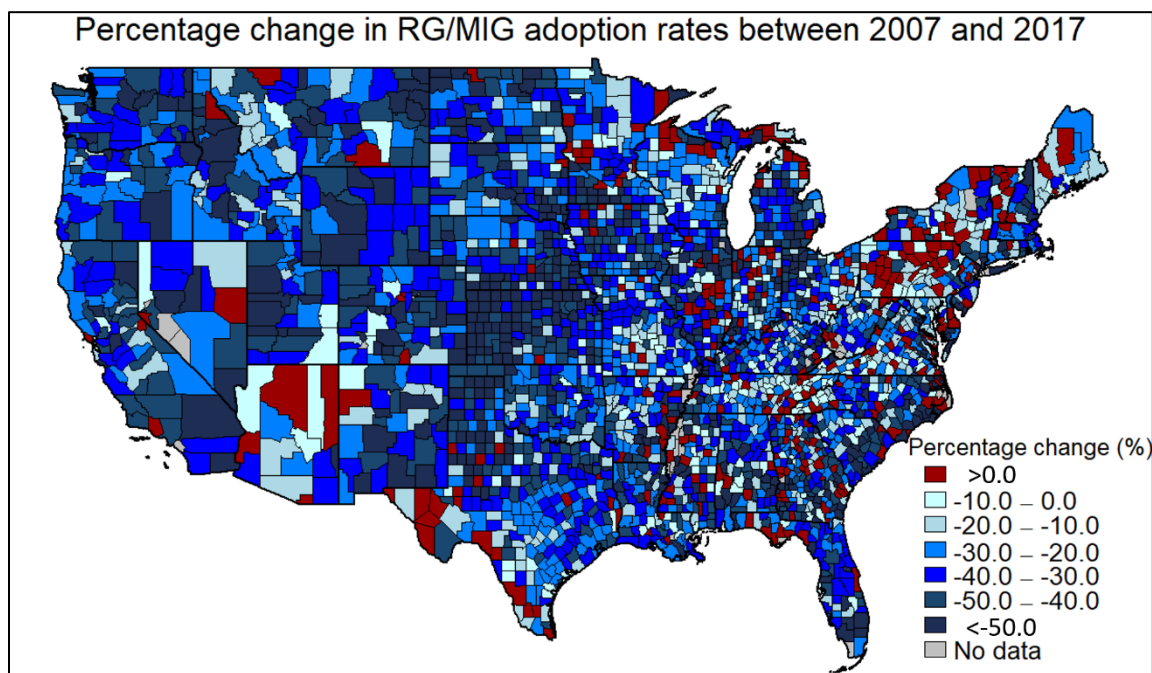 Percentage change in RG/MIG adoption rates between 2007 and 2017
Percentage change (%)
>0.0
-10.0 – 0.0
-20.0 – -10.0
-30.0 – -20.0
-40.0 – -30.0
-50.0 – -40.0
<-50.0
No data